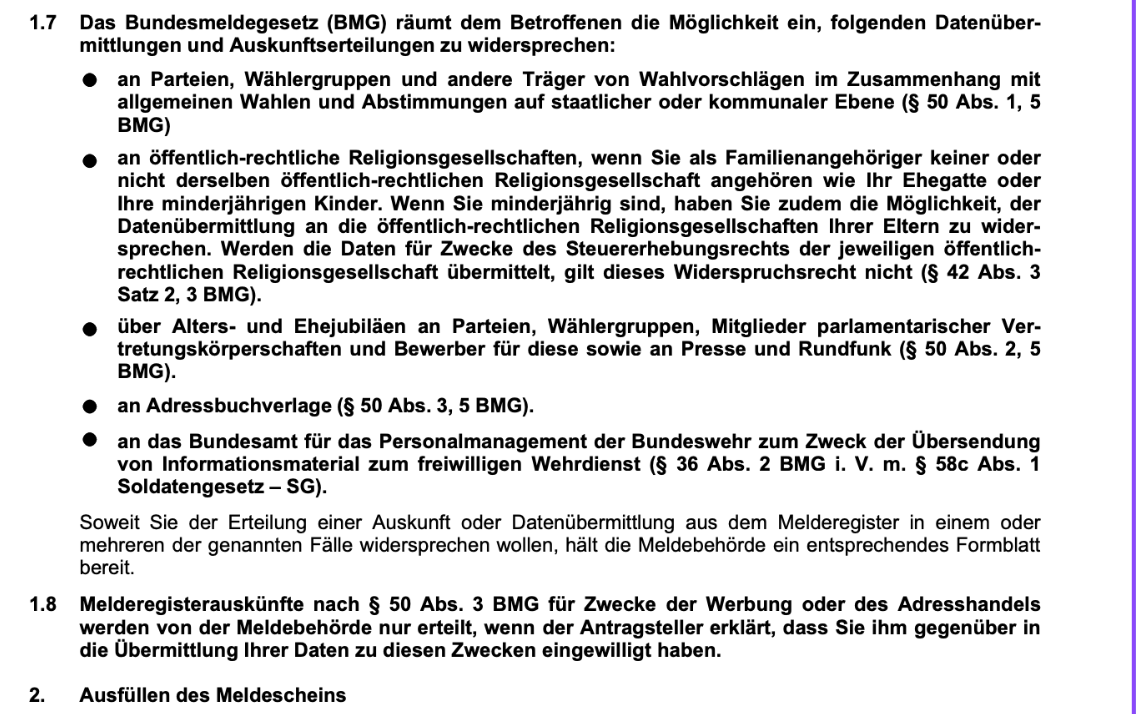 1.7 Das Bundesmeldegesetz (BMG) räumt dem Betroffenen die Möglichkeit ein, folgenden Datenüber-
mittlungen und Auskunftserteilungen zu widersprechen:
● an Parteien, Wählergruppen und andere Träger von Wahlvorschlägen im Zusammenhang mit
allgemeinen Wahlen und Abstimmungen auf staatlicher oder kommunaler Ebene (§ 50 Abs. 1, 5
BMG)
● an öffentlich-rechtliche Religionsgesellschaften, wenn Sie als Familienangehöriger keiner oder
nicht derselben öffentlich-rechtlichen Religionsgesellschaft angehören wie Ihr Ehegatte oder
Ihre minderjährigen Kinder. Wenn Sie minderjährig sind, haben Sie zudem die Möglichkeit, der
Datenübermittlung an die öffentlich-rechtlichen Religionsgesellschaften Ihrer Eltern zu wider-
sprechen. Werden die Daten für Zwecke des Steuererhebungsrechts der jeweiligen öffentlich-
rechtlichen Religionsgesellschaft übermittelt, gilt dieses Widerspruchsrecht nicht (§ 42 Abs. 3
Satz 2, 3 BMG).
● über Alters- und Ehejubiläen an Parteien, Wählergruppen, Mitglieder parlamentarischer Ver-
tretungskörperschaften und Bewerber für diese sowie an Presse und Rundfunk (§ 50 Abs. 2, 5
BMG).
● an Adressbuchverlage (§ 50 Abs. 3, 5 BMG).
● an das Bundesamt für das Personalmanagement der Bundeswehr zum Zweck der Übersendung
von Informationsmaterial zum freiwilligen Wehrdienst (§ 36 Abs. 2 BMG i. V. m. § 58c Abs. 1
Soldatengesetz – SG).
Soweit Sie der Erteilung einer Auskunft oder Datenübermittlung aus dem Melderegister in einem oder
mehreren der genannten Fälle widersprechen wollen, hält die Meldebehörde ein entsprechendes Formblatt
bereit.
1.8 Melderegisterauskünfte nach § 50 Abs. 3 BMG für Zwecke der Werbung oder des Adresshandels
werden von der Meldebehörde nur erteilt, wenn der Antragsteller erklärt, dass Sie ihm gegenüber in
die Übermittlung Ihrer Daten zu diesen Zwecken eingewilligt haben.
2. Ausfüllen des Meldescheins